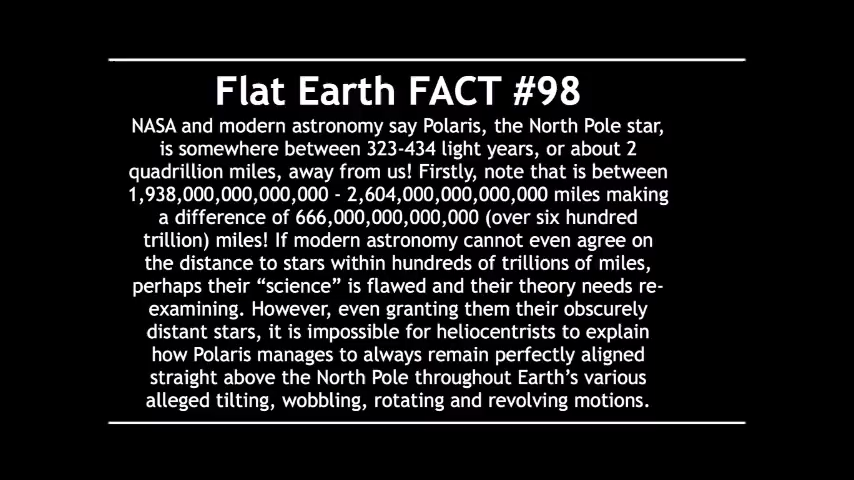 Flat Earth FACT #98
NASA and modern astronomy say Polaris, the North Pole star,
is somewhere between 323-434 light years, or about 2
quadrillion miles, away from us! Firstly, note that is between
1,938,000,000,000,000 - 2,604,000,000,000,000 miles making
a difference of 666,000,000,000,000 (over six hundred
trillion) miles! If modern astronomy cannot even agree on
the distance to stars within hundreds of trillions of miles,
perhaps their “science” is flawed and their theory needs re-
examining. However, even granting them their obscurely
distant stars, it is impossible for heliocentrists to explain
how Polaris manages to always remain perfectly aligned
straight above the North Pole throughout Earth’s various
alleged tilting, wobbling, rotating and revolving motions.